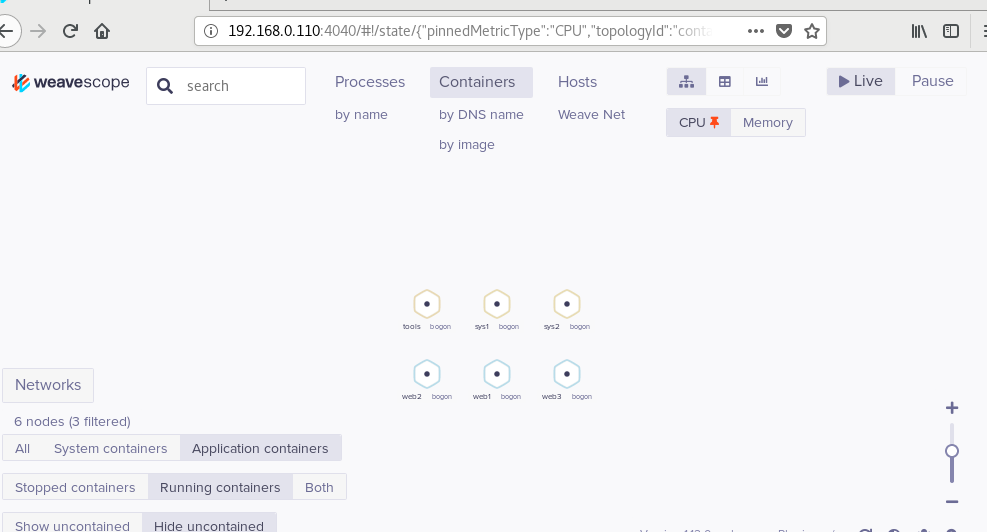 192.168.0.110:4040/#!/state/{"pinnedMetricType":"CPU","topologyId":"conta
weavescope
search
Processes
Containers
Hosts
Live
Pause
by name
by DNS name
Weave Net
by image
CPU
Memory
tools bogon
sys1 bogon
sys2 bogon
web2 bogon
web1 bogon
web3 bogon
Networks
6 nodes (3 filtered)
All
System containers
Application containers
Stopped containers
Running containers
Both
Show uncontained
Hide uncontained